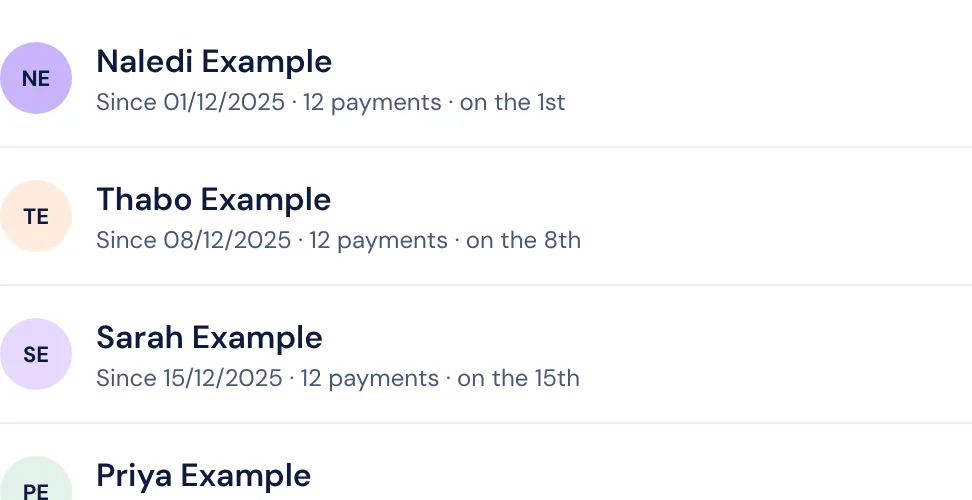 NE
Naledi Example
Since 01/12/2025 · 12 payments · on the 1st
TE
Thabo Example
Since 08/12/2025 · 12 payments · on the 8th
SE
Sarah Example
Since 15/12/2025 · 12 payments · on the 15th
PE
Priya Example